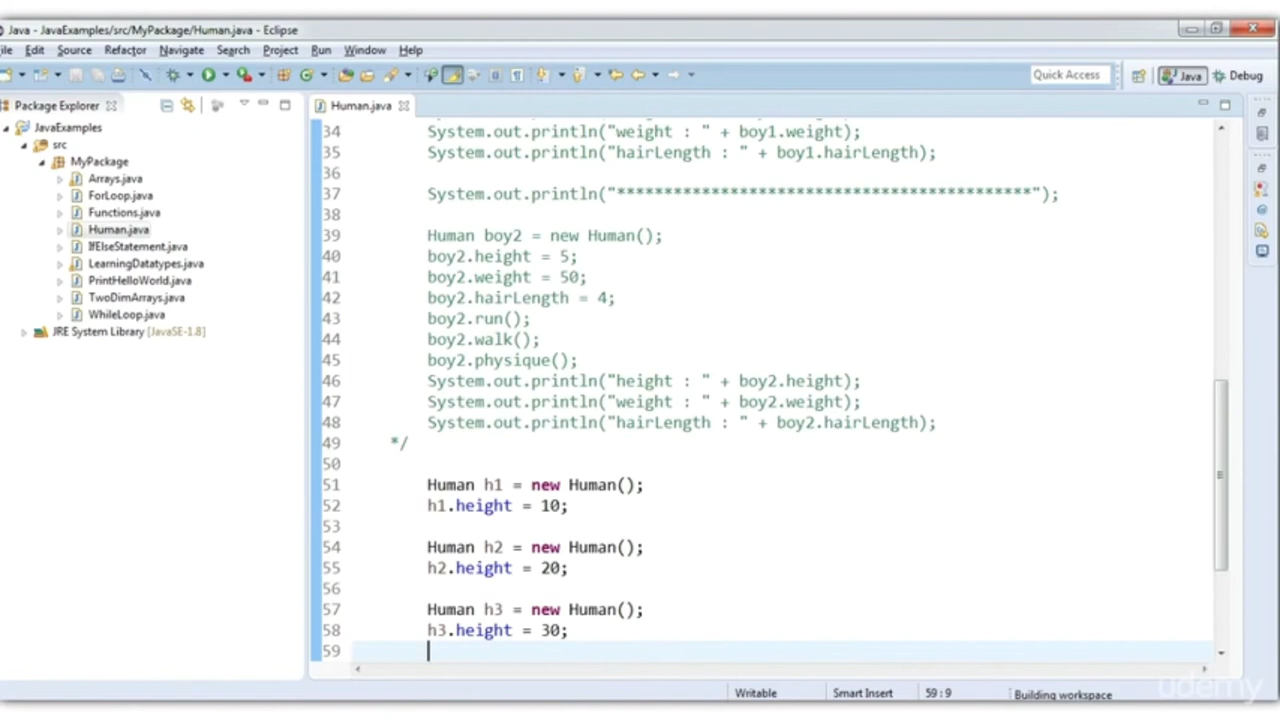 Java - JavaExamples/src/MyPackage/Human.java - Eclipse
ile Edit Source Refactor Navigate Search Project Run Window Help
Quick Access Java Debug
Package Explorer
Human.java
JavaExamples
src
MyPackage
Arrays.java
ForLoop.java
Functions.java
Human.java
IfElseStatement.java
LearningDatatypes.java
PrintHelloWorld.java
TwoDimArrays.java
WhileLoop.java
JRE System Library [JavaSE-1.8]
34 System.out.println("weight : " + boy1.weight);
35 System.out.println("hairLength : " + boy1.hairLength);
36
37 System.out.println("********************************************");
38
39 Human boy2 = new Human();
40 boy2.height = 5;
41 boy2.weight = 50;
42 boy2.hairLength = 4;
43 boy2.run();
44 boy2.walk();
45 boy2.physique();
46 System.out.println("height : " + boy2.height);
47 System.out.println("weight : " + boy2.weight);
48 System.out.println("hairLength : " + boy2.hairLength);
49 */
50
51 Human h1 = new Human();
52 h1.height = 10;
53
54 Human h2 = new Human();
55 h2.height = 20;
56
57 Human h3 = new Human();
58 h3.height = 30;
59
Writable Smart Insert 59 : 9 Building workspace
udemy